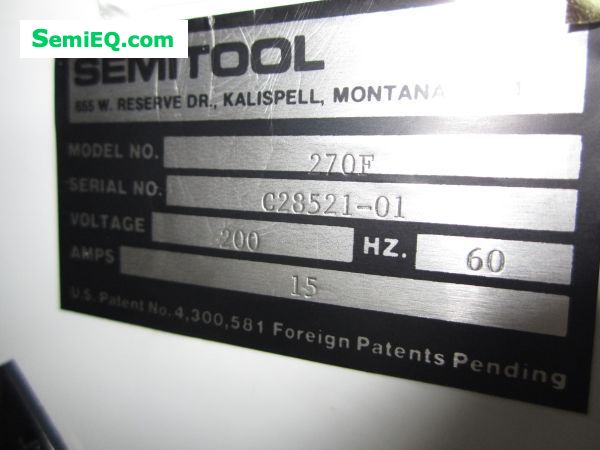 SemiEQ.com
SEMITOOL
655 W. RESERVE DR., KALISPELL, MONTANA
MODEL NO. 270F
SERIAL NO. C28521-01
VOLTAGE 200 HZ. 60
AMPS 15
U.S. Patent No. 4,300,581 Foreign Patents Pending